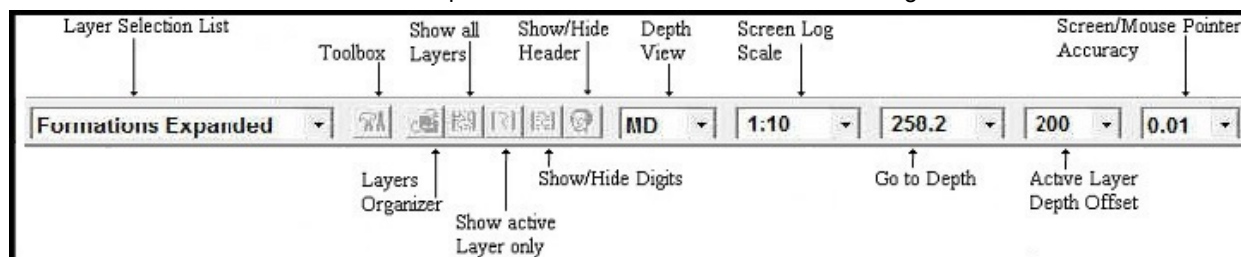 Layer Selection List
Toolbox
Show all
Layers
Show/Hide
Header
Depth
View
Screen Log
Scale
Screen/Mouse Pointer
Accuracy
Formations Expanded
MD
1:10
258.2
200
0.01
Layers
Organizer
Show active
Layer only
Show/Hide Digits
Go to Depth
Active Layer
Depth Offset